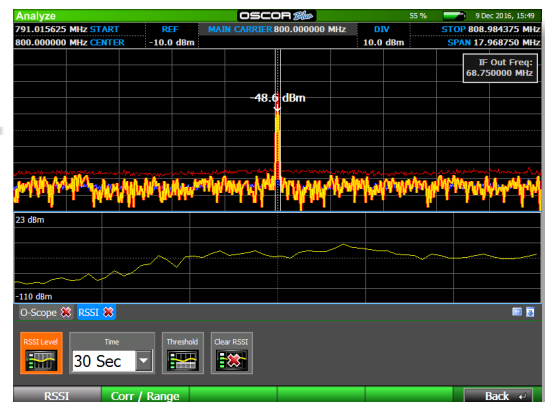 Analyze OSCOR Blue 55 % 9 Dec 2016, 15:49
791.015625 MHz START REF MAIN CARRIER 800.000000 MHz DIV STOP 808.984375 MHz
800.000000 MHz CENTER -10.0 dBm 10.0 dBm SPAN 17.968750 MHz
IF Out Freq:
68.750000 MHz
-48.6 dBm
23 dBm
-110 dBm
O-Scope RSSI
RSSI Level Time Threshold Clear RSSI
30 Sec
RSSI Corr / Range Back